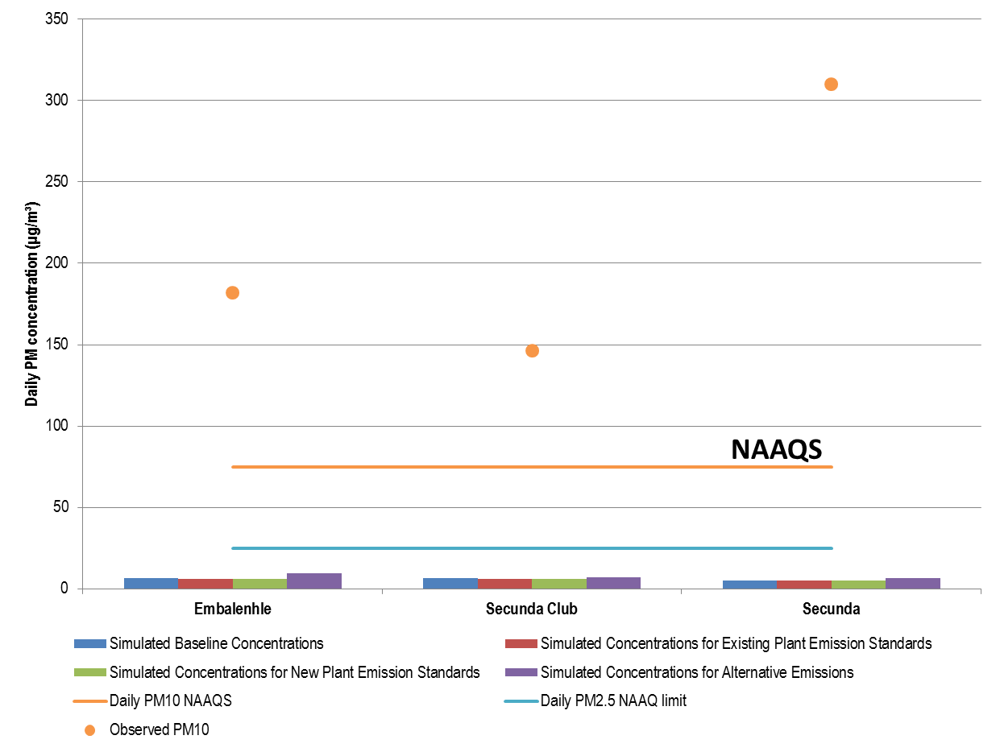 350
300
250
200
150
100
50
0
Daily PM concentration (µg/m³)
NAAQS
Embalenhle Secunda Club Secunda
Simulated Baseline Concentrations Simulated Concentrations for Existing Plant Emission Standards
Simulated Concentrations for New Plant Emission Standards Simulated Concentrations for Alternative Emissions
Daily PM10 NAAQS Daily PM2.5 NAAQ limit
Observed PM10